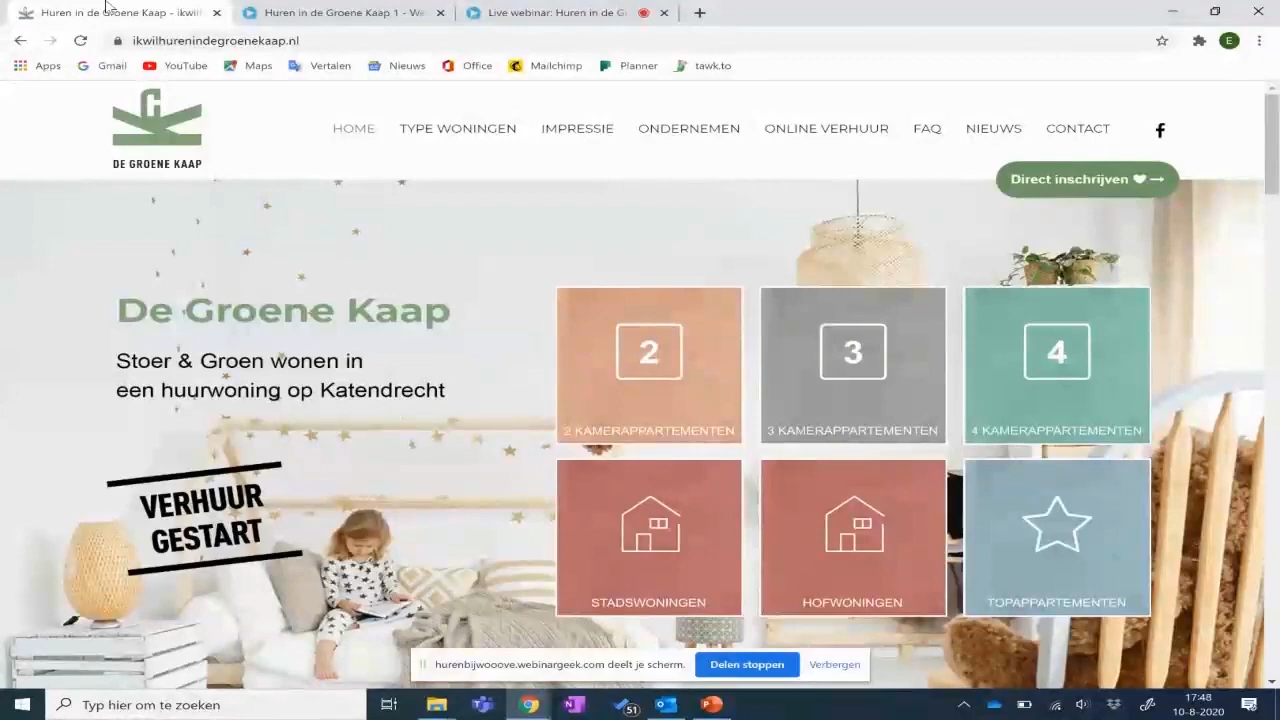 Huren in de Groene Kaap - ikwil
Huren in de Groene Kaap 1 - We
Live webinar: Huren in de G
ikwilhurenindegroenekaap.nl
E
Apps
Gmail
YouTube
Maps
Vertalen
Nieuws
Office
Mailchimp
Planner
tawk.to
DE GROENE KAAP
HOME
TYPE WONINGEN
IMPRESSIE
ONDERNEMEN
ONLINE VERHUUR
FAQ
NIEUWS
CONTACT
Direct inschrijven
De Groene Kaap
Stoer & Groen wonen in
een huurwoning op Katendrecht
VERHUUR
GESTART
2
2 KAMERAPPARTEMENTEN
3
3 KAMERAPPARTEMENTEN
4
4 KAMERAPPARTEMENTEN
STADSWONINGEN
HOFWONINGEN
TOPAPPARTEMENTEN
hurenbijwooove.webinargeek.com deelt je scherm.
Delen stoppen
Verbergen
Typ hier om te zoeken
51
17:48
10-8-2020